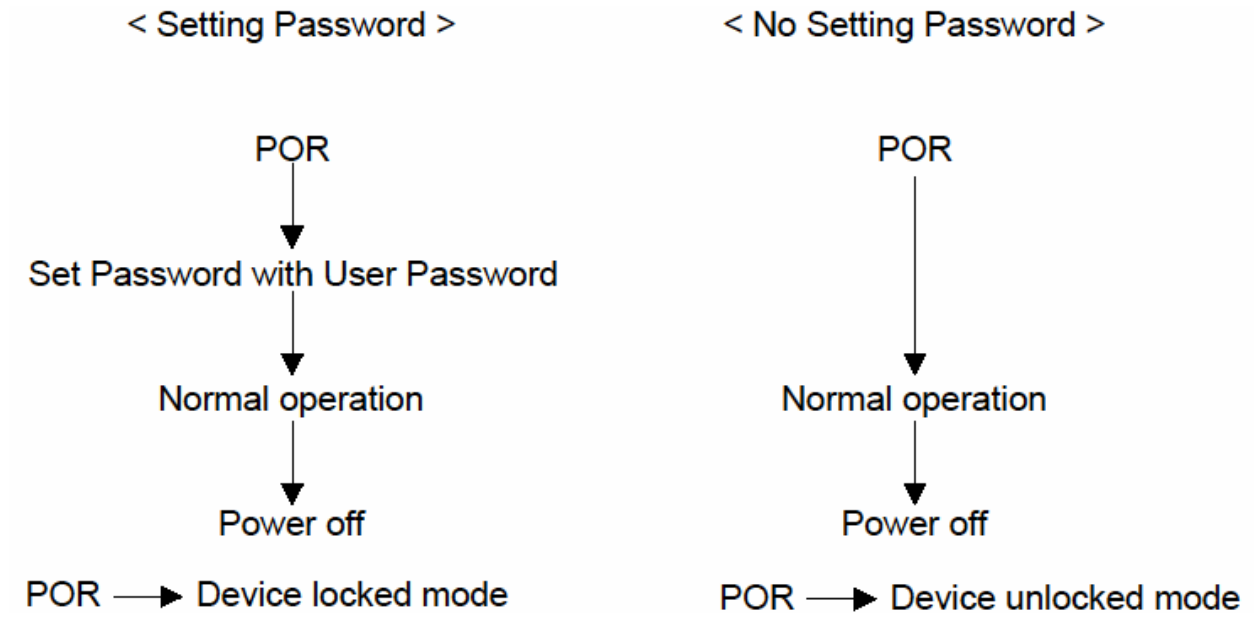 < Setting Password >
POR
Set Password with User Password
Normal operation
Power off
POR Device locked mode
< No Setting Password >
POR
Normal operation
Power off
POR Device unlocked mode